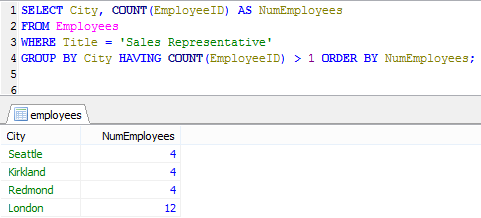 1 SELECT City, COUNT(EmployeeID) AS NumEmployees
2 FROM Employees
3 WHERE Title = 'Sales Representative'
4 GROUP BY City HAVING COUNT(EmployeeID) > 1 ORDER BY NumEmployees;
5
6
employees
City NumEmployees
Seattle 4
Kirkland 4
Redmond 4
London 12